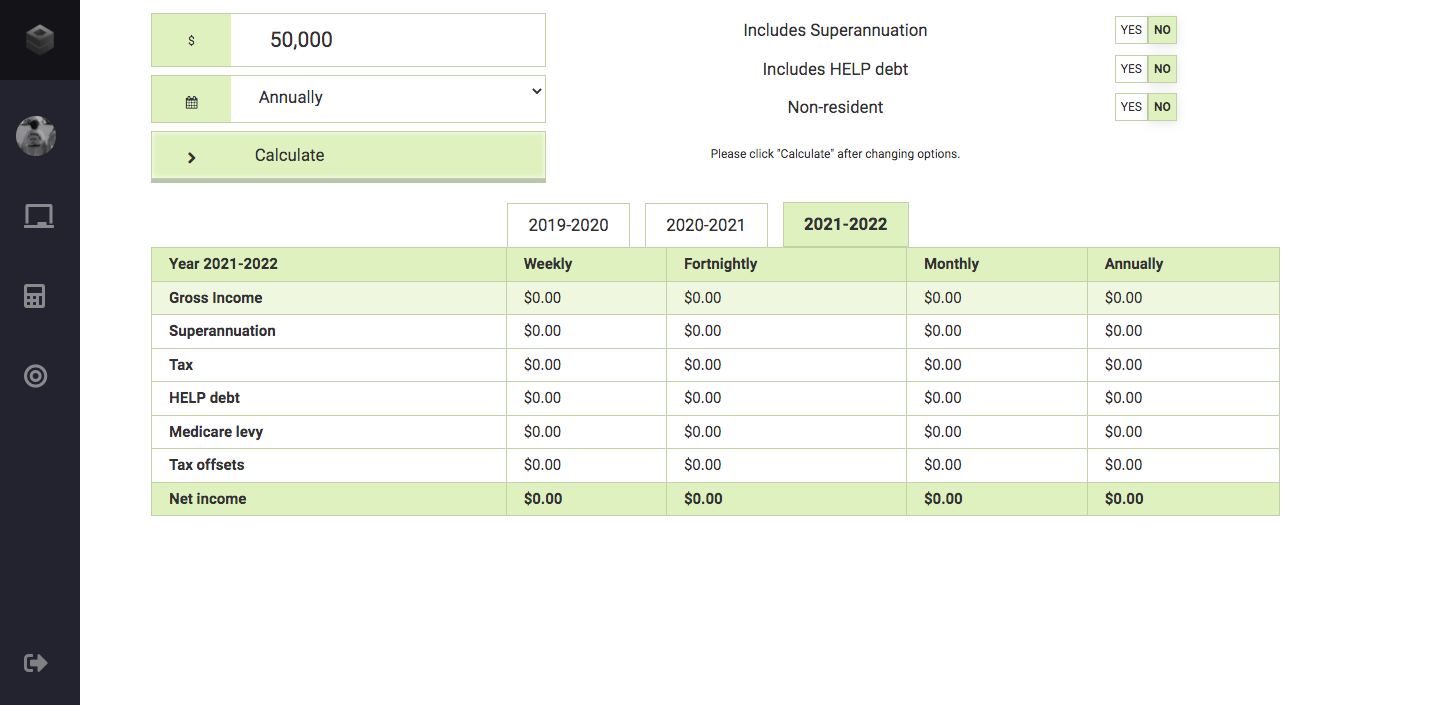 $ 50,000
Includes Superannuation YES NO
Includes HELP debt YES NO
Annually
Non-resident YES NO
Calculate
Please click "Calculate" after changing options.
2019-2020 2020-2021 2021-2022
Year 2021-2022 Weekly Fortnightly Monthly Annually
Gross Income $0.00 $0.00 $0.00 $0.00
Superannuation $0.00 $0.00 $0.00 $0.00
Tax $0.00 $0.00 $0.00 $0.00
HELP debt $0.00 $0.00 $0.00 $0.00
Medicare levy $0.00 $0.00 $0.00 $0.00
Tax offsets $0.00 $0.00 $0.00 $0.00
Net income $0.00 $0.00 $0.00 $0.00